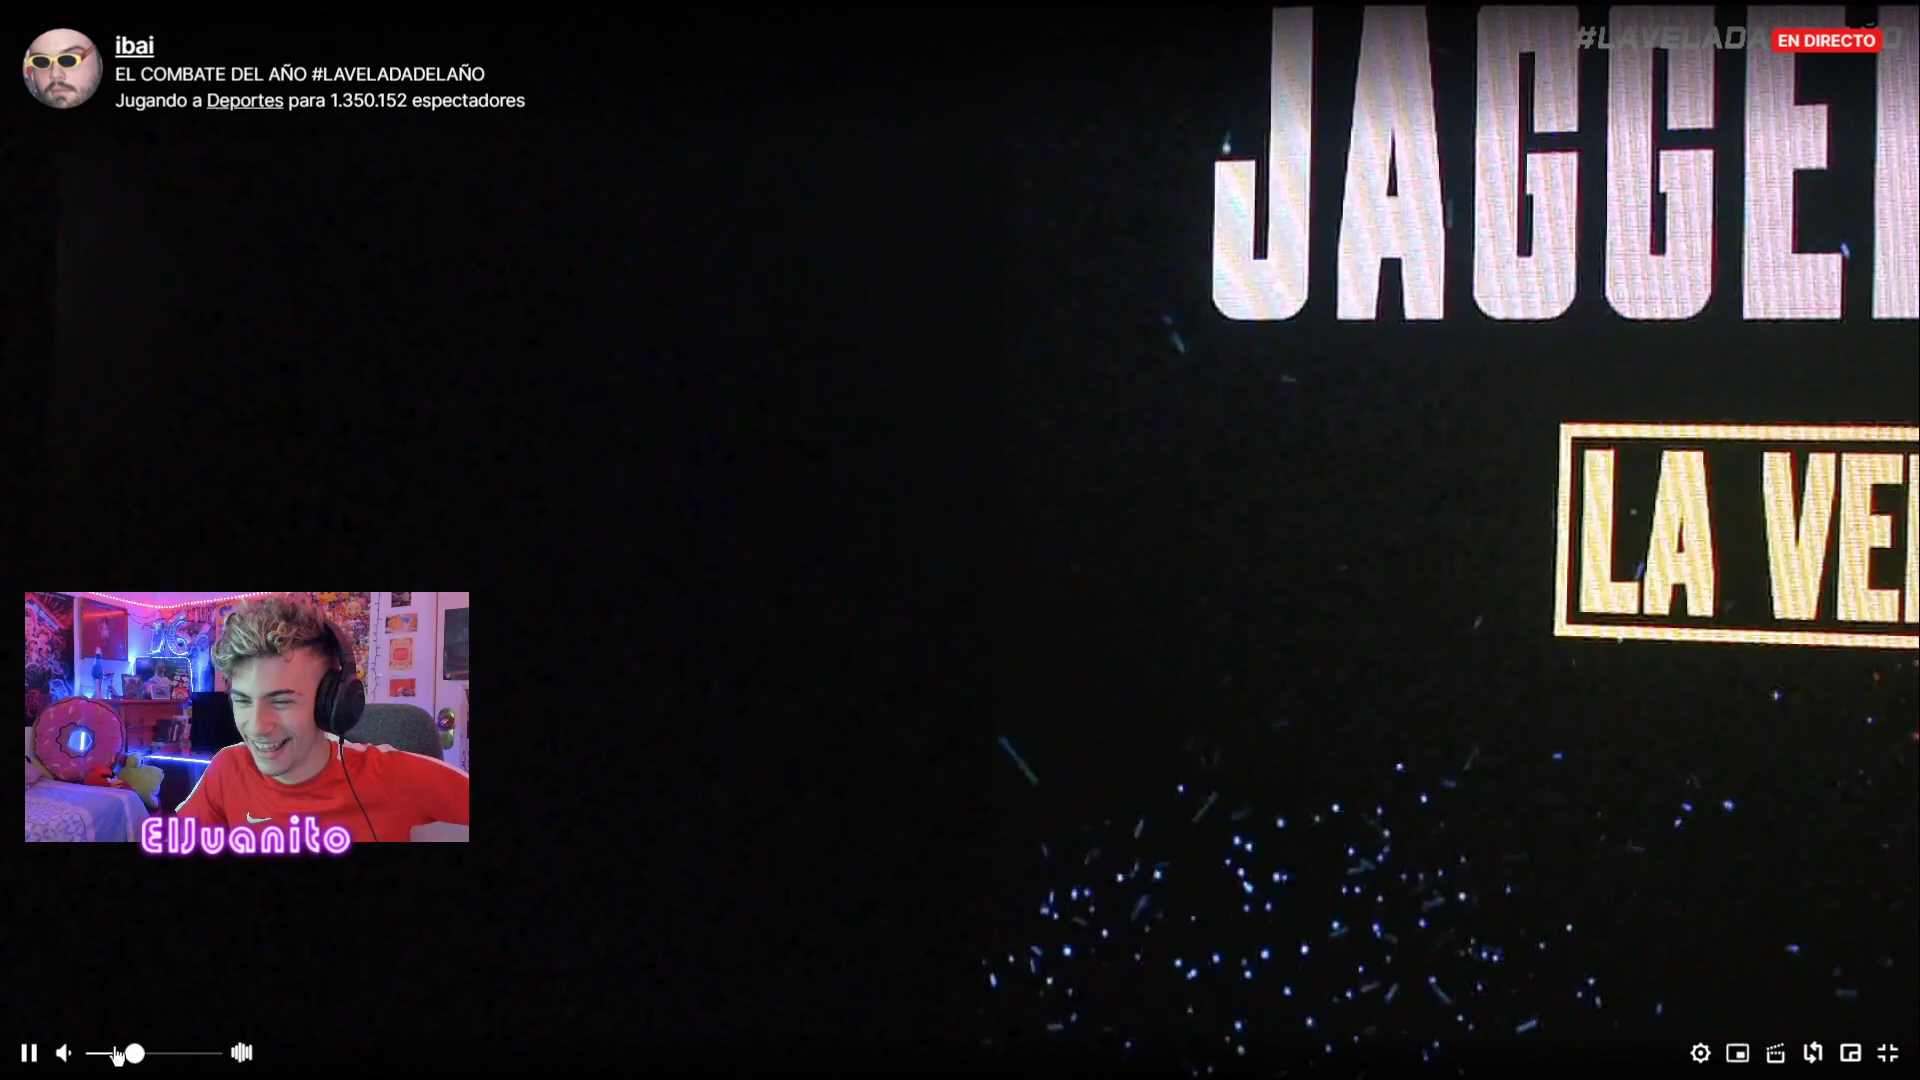 ibai
EL COMBATE DEL AÑO #LAVELADADELAÑO
Jugando a Deportes para 1.350.152 espectadores
#LAVELADA
EN DIRECTO
JAGGE
LA VE
ElJuanito